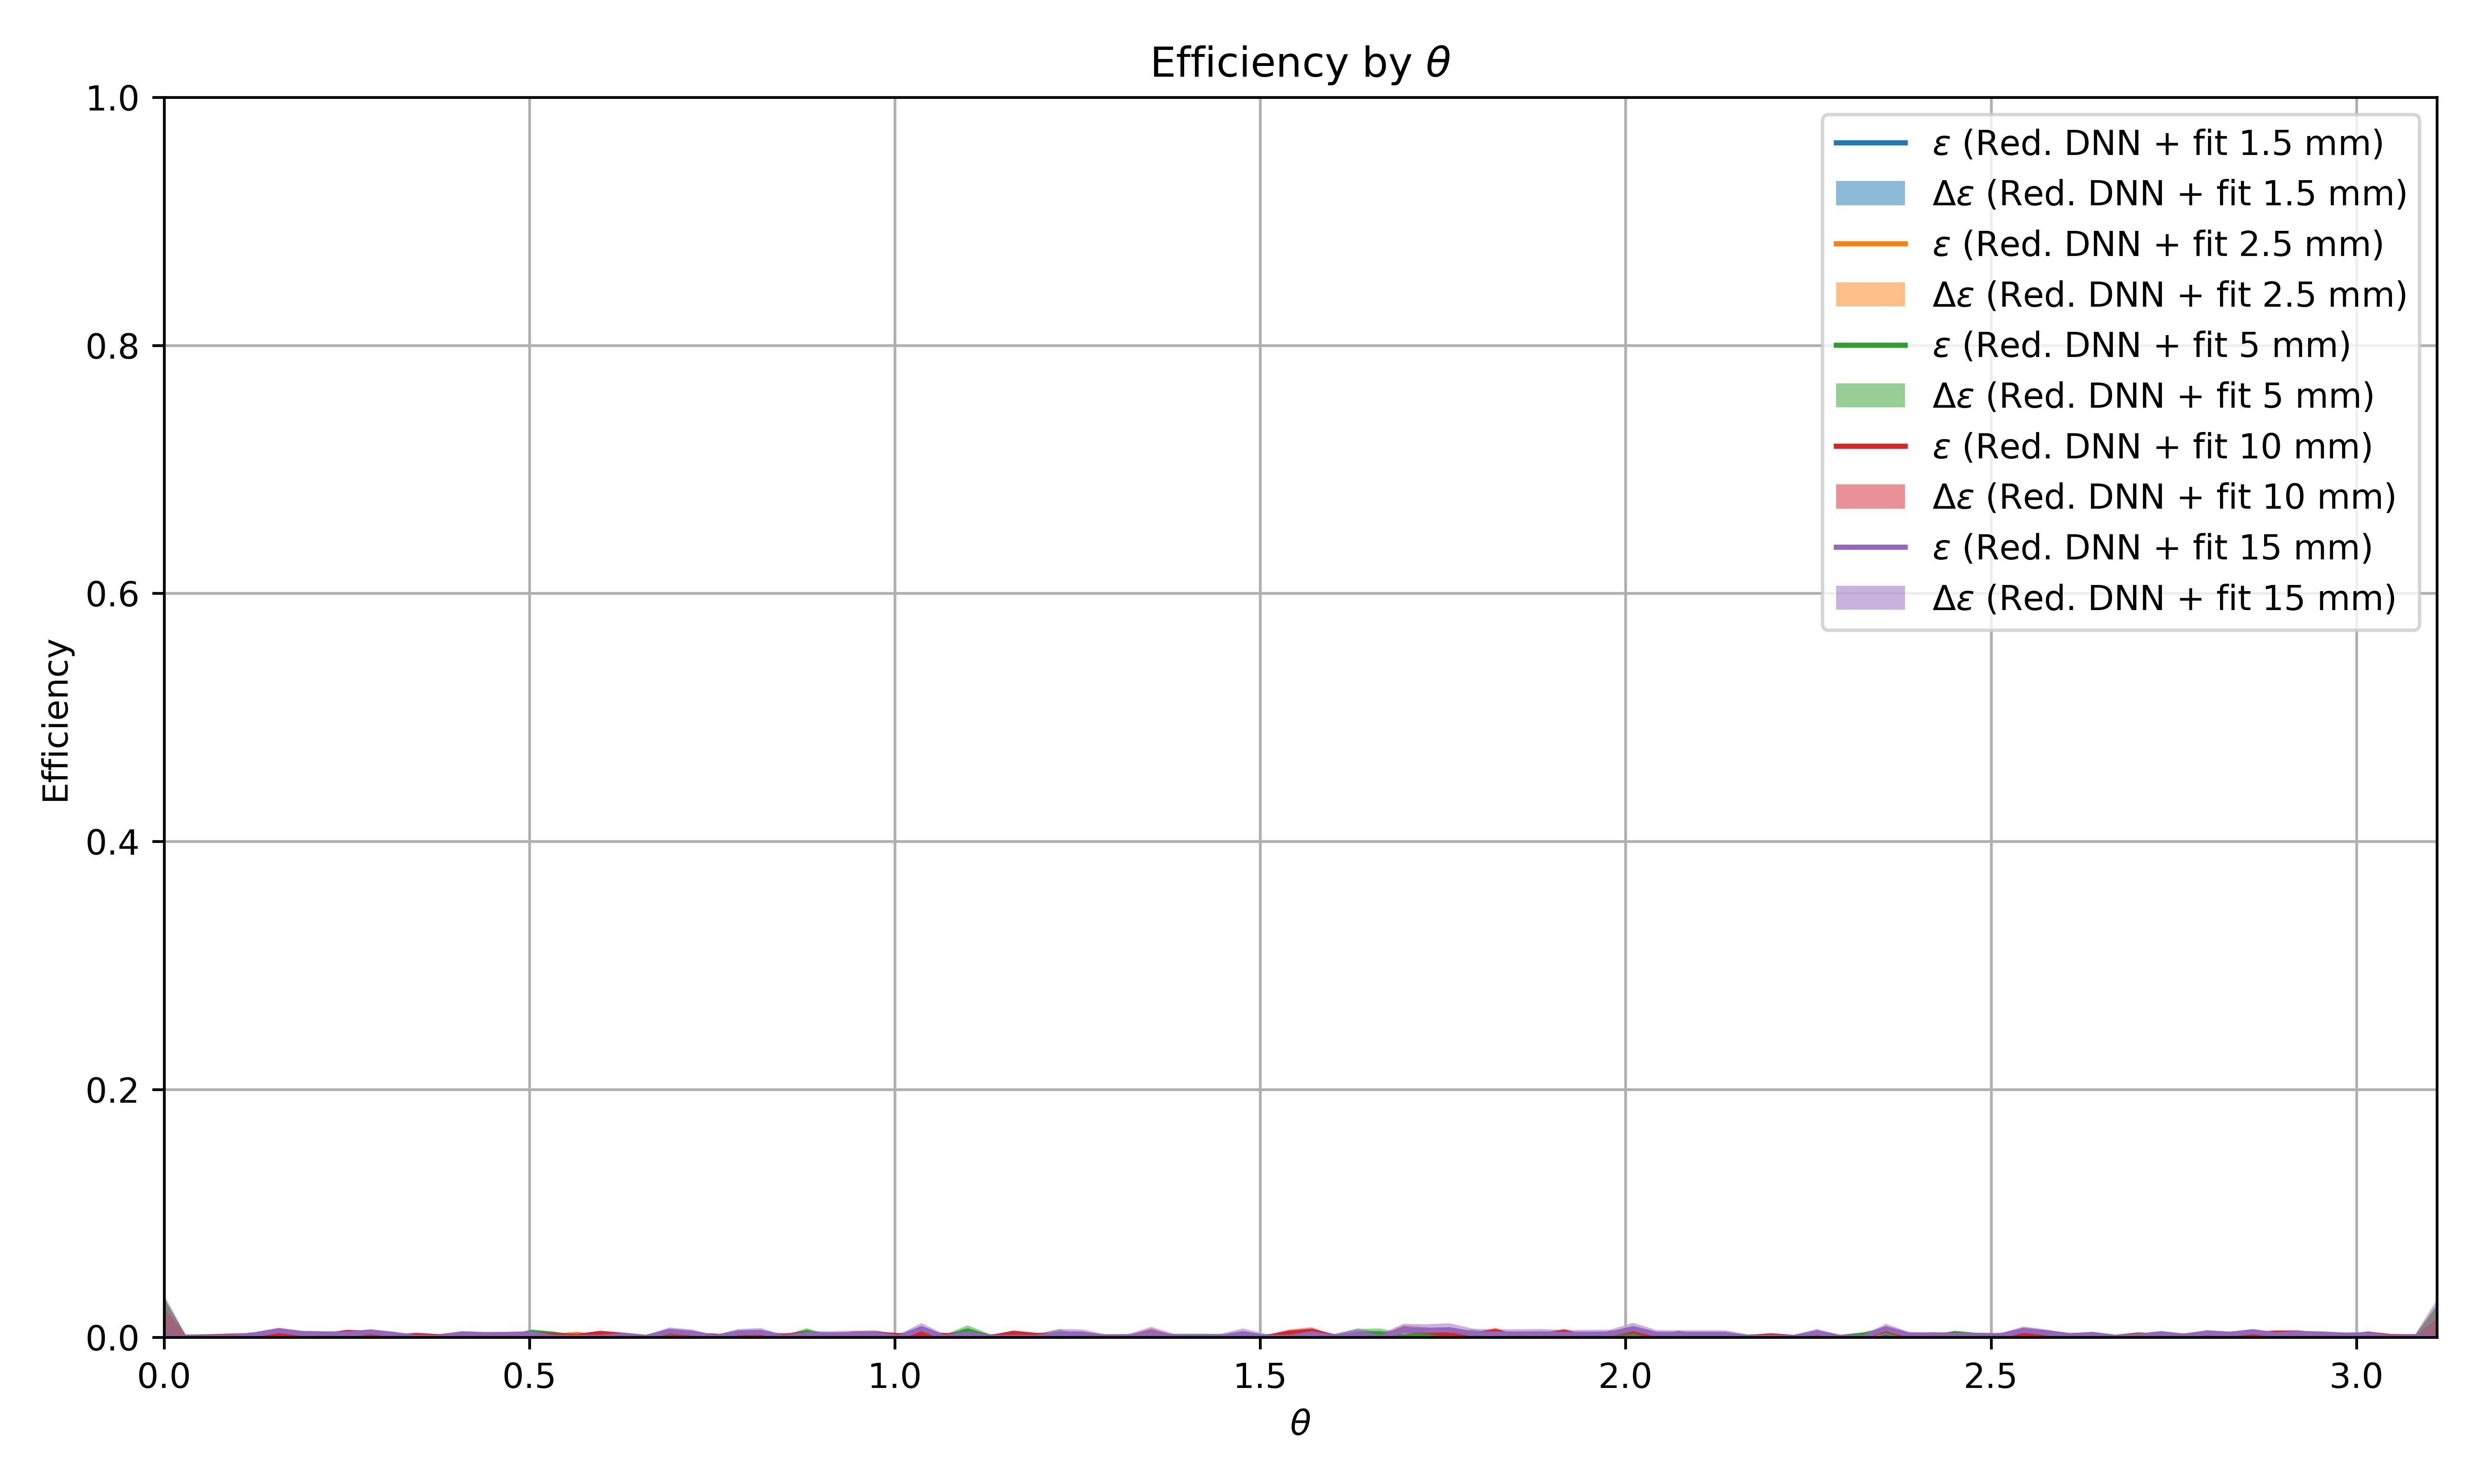 Efficiency by θ
1.0
0.8
0.6
0.4
0.2
0.0
Efficiency
ε (Red. DNN + fit 1.5 mm)
Δε (Red. DNN + fit 1.5 mm)
ε (Red. DNN + fit 2.5 mm)
Δε (Red. DNN + fit 2.5 mm)
ε (Red. DNN + fit 5 mm)
Δε (Red. DNN + fit 5 mm)
ε (Red. DNN + fit 10 mm)
Δε (Red. DNN + fit 10 mm)
ε (Red. DNN + fit 15 mm)
Δε (Red. DNN + fit 15 mm)
0.0 0.5 1.0 1.5 2.0 2.5 3.0
θ